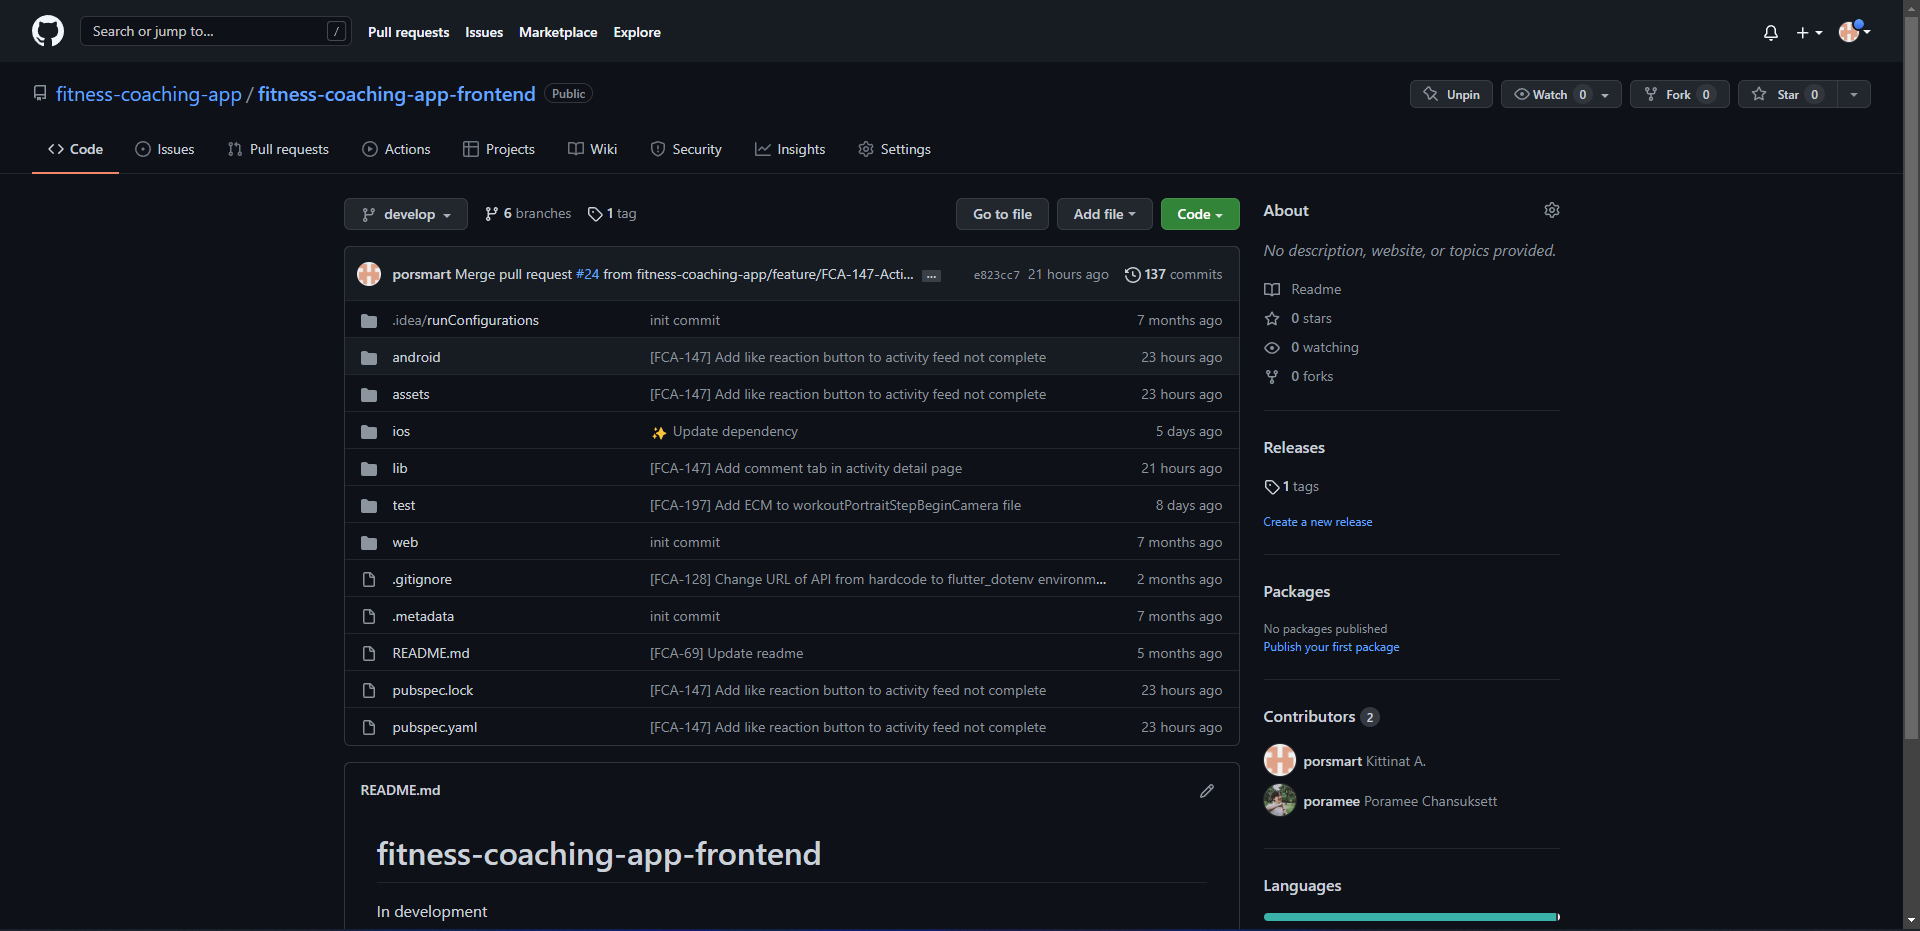 Search or jump to... /
Pull requests Issues Marketplace Explore
fitness-coaching-app / fitness-coaching-app-frontend Public
Unpin Watch 0 Fork 0 Star 0
Code Issues Pull requests Actions Projects Wiki Security Insights Settings
develop 6 branches 1 tag
Go to file Add file Code
porsmart Merge pull request #24 from fitness-coaching-app/feature/FCA-147-Acti... ... e823cc7 21 hours ago 137 commits
.idea/runConfigurations init commit 7 months ago
android [FCA-147] Add like reaction button to activity feed not complete 23 hours ago
assets [FCA-147] Add like reaction button to activity feed not complete 23 hours ago
ios ✨ Update dependency 5 days ago
lib [FCA-147] Add comment tab in activity detail page 21 hours ago
test [FCA-197] Add ECM to workoutPortraitStepBeginCamera file 8 days ago
web init commit 7 months ago
.gitignore [FCA-128] Change URL of API from hardcode to flutter_dotenv environm... 2 months ago
.metadata init commit 7 months ago
README.md [FCA-69] Update readme 5 months ago
pubspec.lock [FCA-147] Add like reaction button to activity feed not complete 23 hours ago
pubspec.yaml [FCA-147] Add like reaction button to activity feed not complete 23 hours ago
README.md
fitness-coaching-app-frontend
In development
About
No description, website, or topics provided.
Readme
0 stars
0 watching
0 forks
Releases
1 tags
Create a new release
Packages
No packages published
Publish your first package
Contributors 2
porsmart Kittinat A.
poramee Poramee Chansuksett
Languages